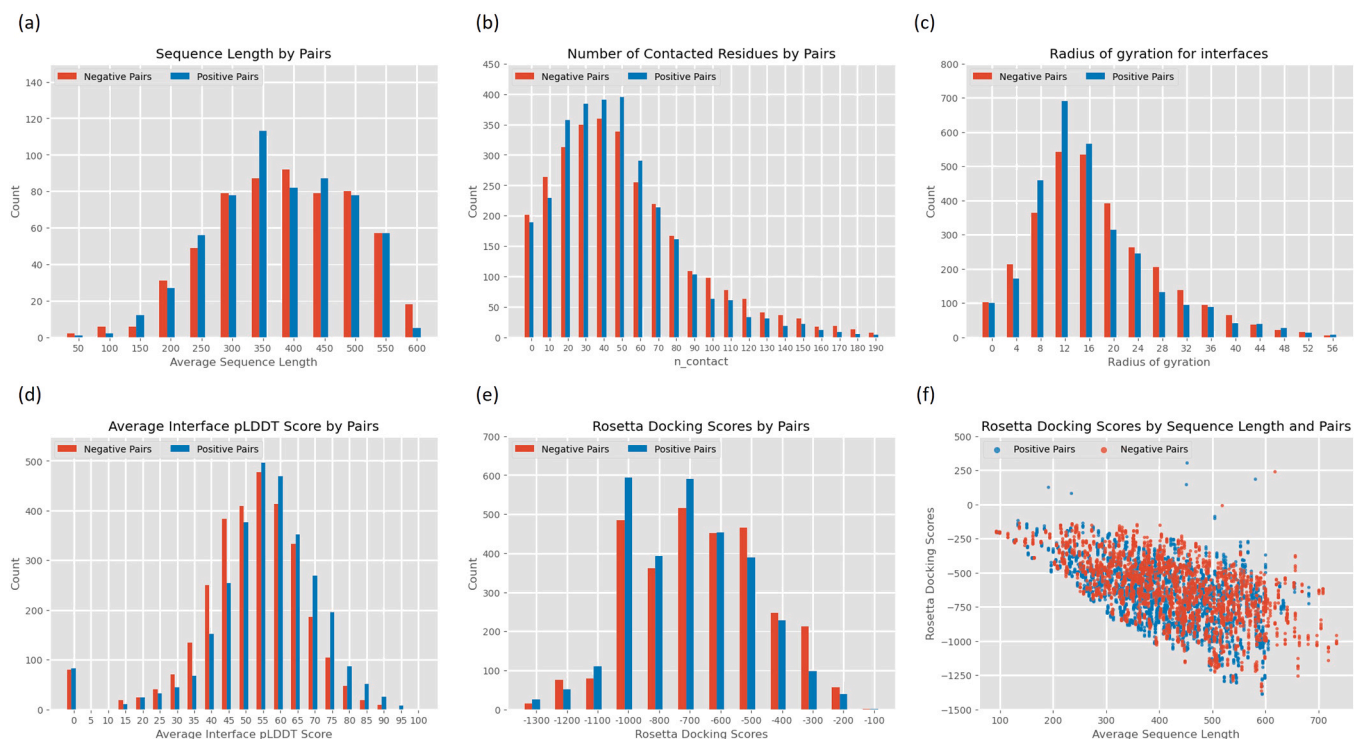 (a)
Sequence Length by Pairs
Negative Pairs Positive Pairs
140
120
100
80
60
40
20
0
Count
50 100 150 200 250 300 350 400 450 500 550 600
Average Sequence Length
(b)
Number of Contacted Residues by Pairs
Negative Pairs Positive Pairs
450
400
350
300
250
200
150
100
50
0
Count
0 10 20 30 40 50 60 70 80 90 100 110 120 130 140 150 160 170 180 190
n_contact
(c)
Radius of gyration for interfaces
Negative Pairs Positive Pairs
800
700
600
500
400
300
200
100
0
Count
0 4 8 12 16 20 24 28 32 36 40 44 48 52 56
Radius of gyration
(d)
Average Interface pLDDT Score by Pairs
Negative Pairs Positive Pairs
500
400
300
200
100
0
Count
0 5 10 15 20 25 30 35 40 45 50 55 60 65 70 75 80 85 90 95 100
Average Interface pLDDT Score
(e)
Rosetta Docking Scores by Pairs
Negative Pairs Positive Pairs
700
600
500
400
300
200
100
0
Count
-1300 -1200 -1100 -1000 -800 -700 -600 -500 -400 -300 -200 -100
Rosetta Docking Scores
(f)
Rosetta Docking Scores by Sequence Length and Pairs
Positive Pairs Negative Pairs
500
250
0
−250
−500
−750
−1000
−1250
−1500
Rosetta Docking Scores
100 200 300 400 500 600 700
Average Sequence Length